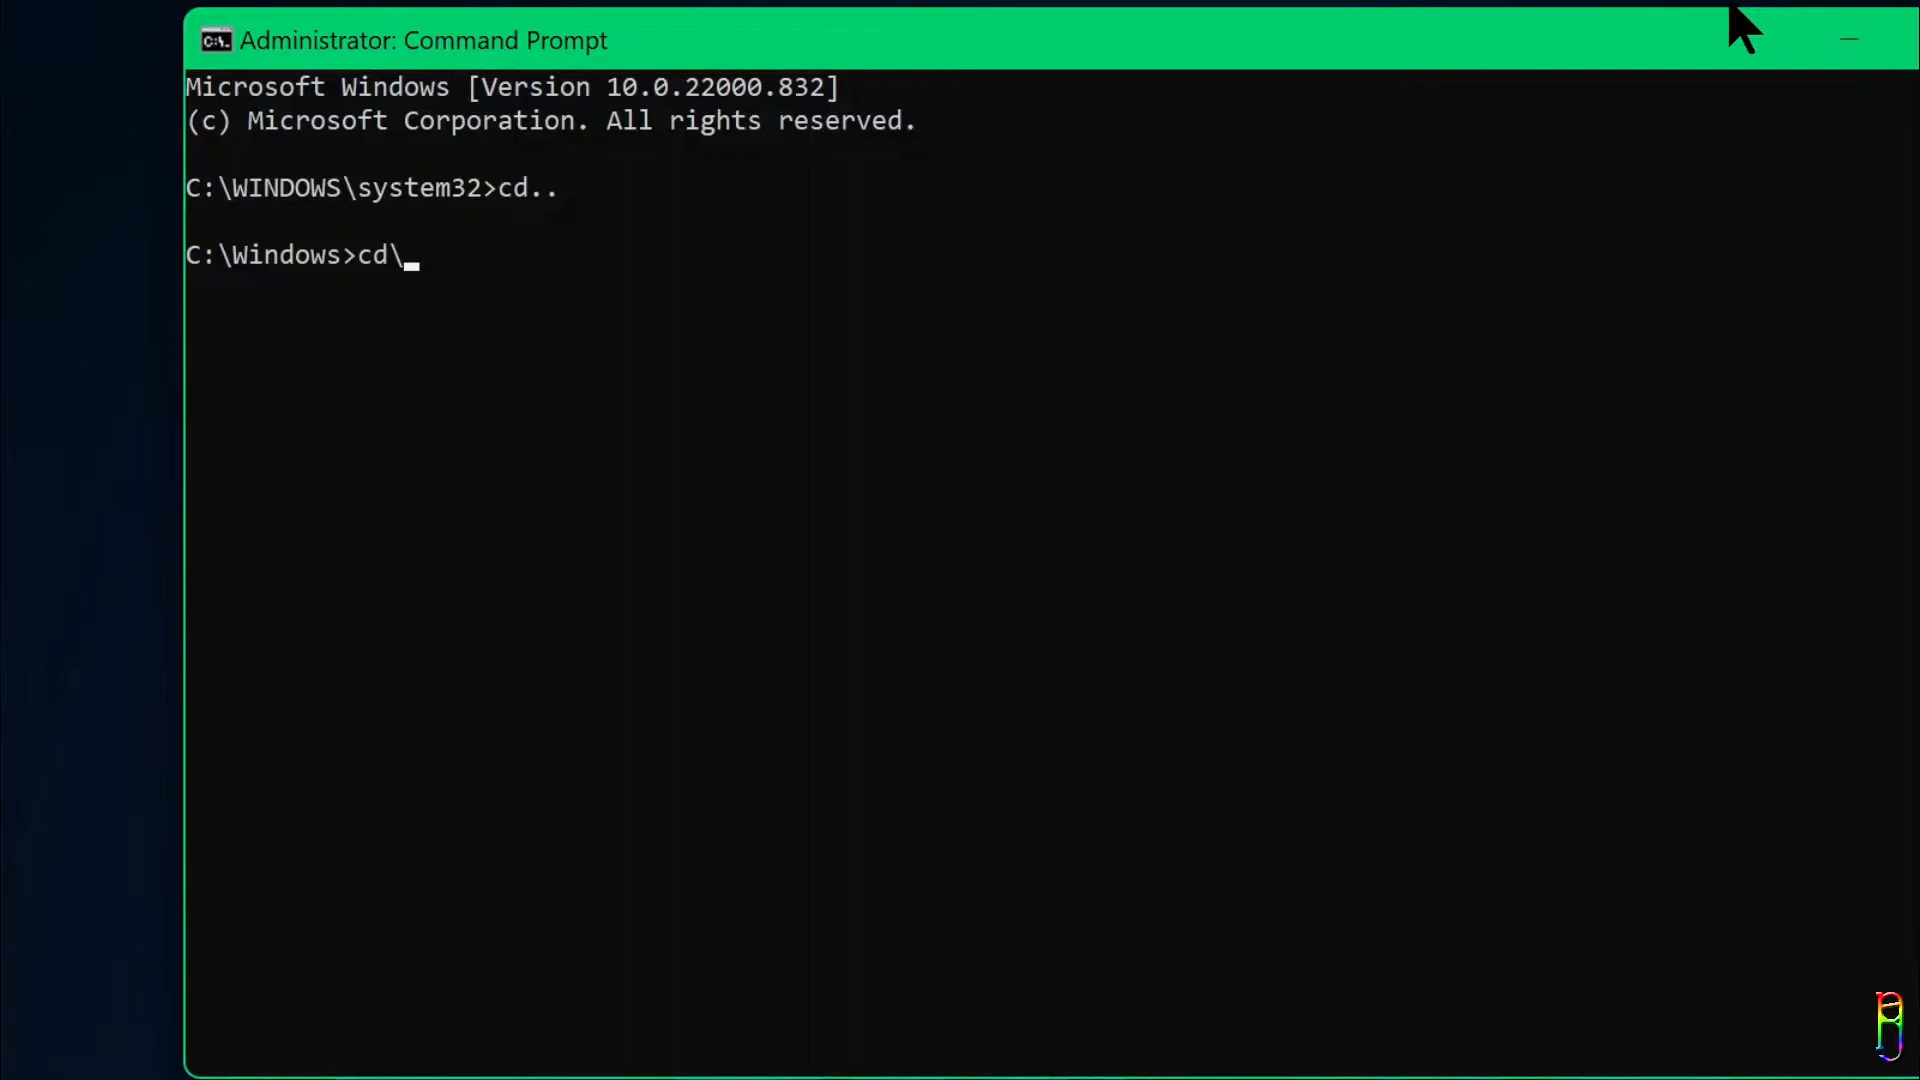 Administrator: Command Prompt
Microsoft Windows [Version 10.0.22000.832]
(c) Microsoft Corporation. All rights reserved.
C:\WINDOWS\system32>cd..
C:\Windows>cd\